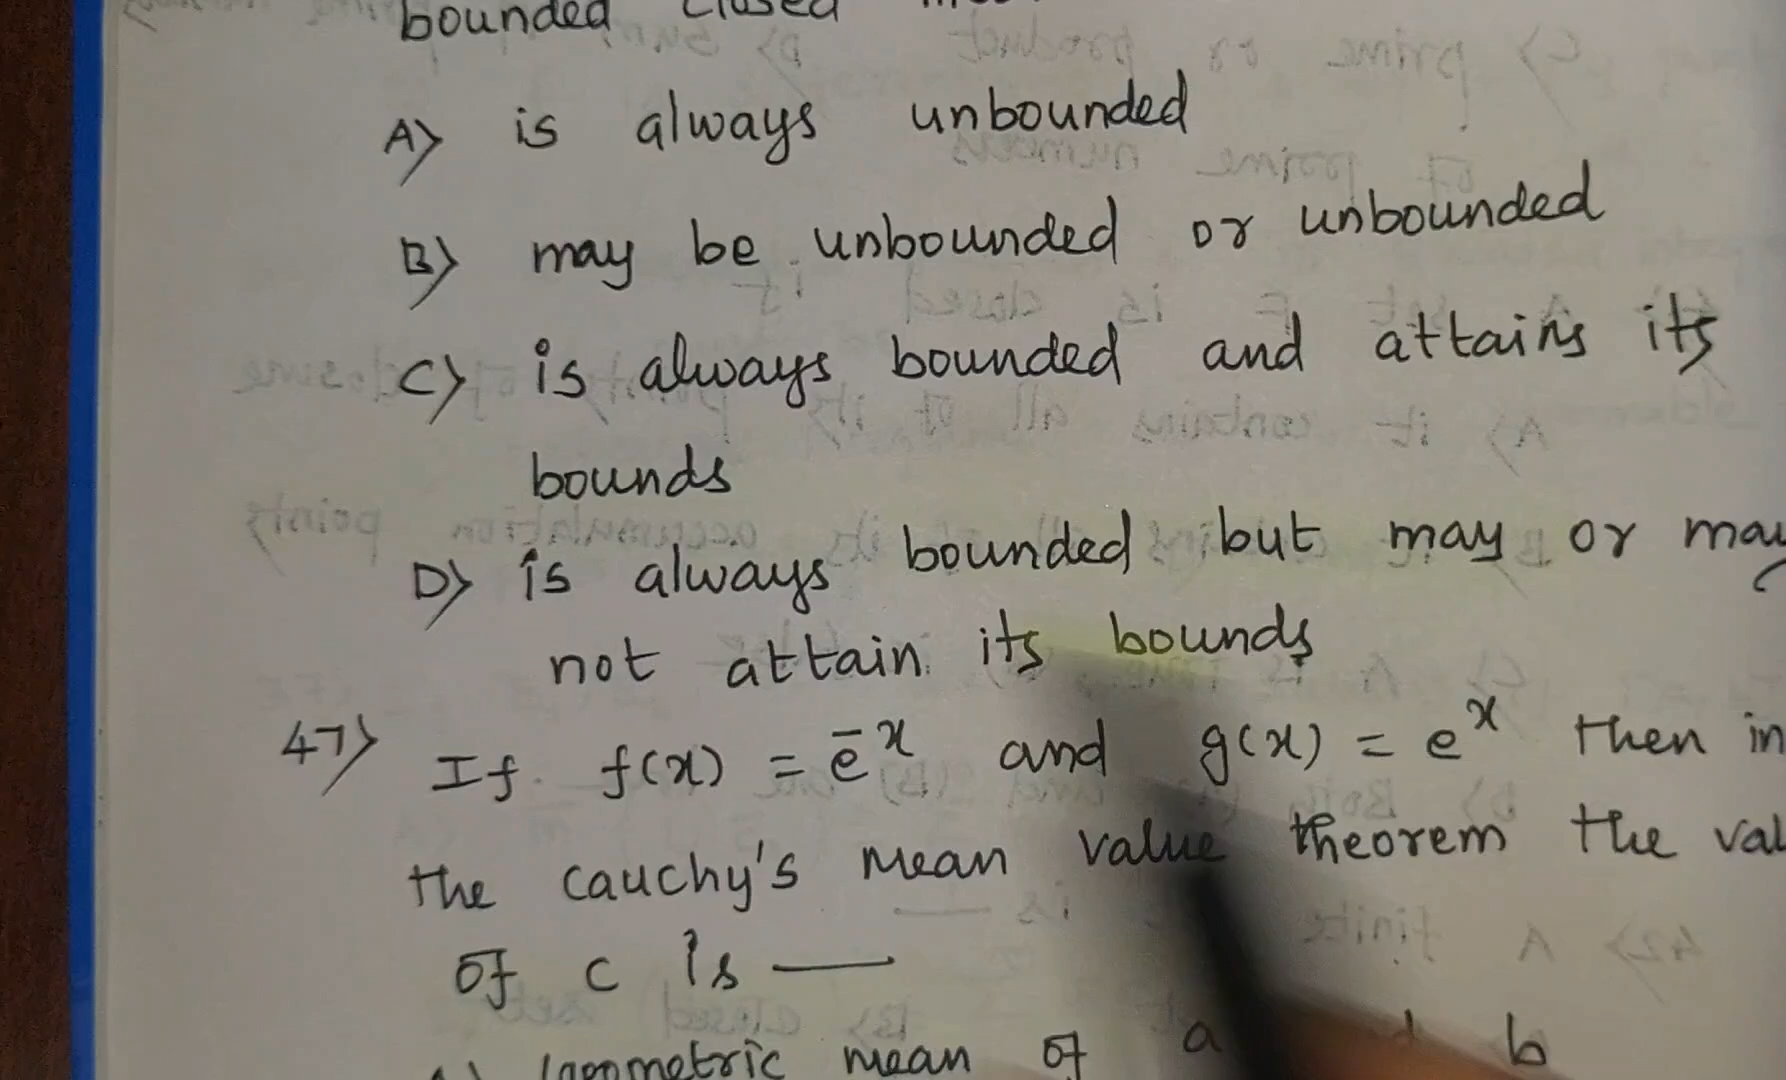 bounded closed
A) is always unbounded
B) may be unbounded or unbounded
C) is always bounded and attains its
bounds
D) is always bounded but may or may
not attain its bounds
47) If f(x) = e⁻ˣ and g(x) = eˣ then in
the cauchy's mean value theorem the val
of c is —
mean of a b